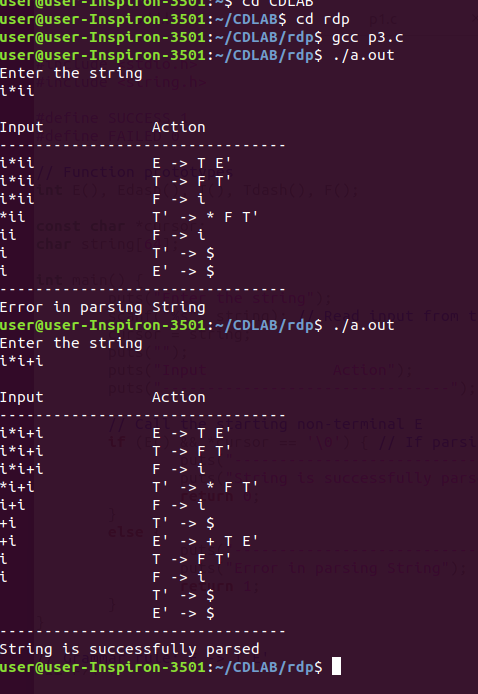 user@user-Inspiron-3501:~$ cd CDLAB
user@user-Inspiron-3501:~/CDLAB$ cd rdp
user@user-Inspiron-3501:~/CDLAB/rdp$ gcc p3.c
user@user-Inspiron-3501:~/CDLAB/rdp$ ./a.out
Enter the string
i*ii
Input Action
--------------------------------
i*ii E -> T E'
i*ii T -> F T'
i*ii F -> i
*ii T' -> * F T'
ii F -> i
i T' -> $
i E' -> $
--------------------------------
Error in parsing String
user@user-Inspiron-3501:~/CDLAB/rdp$ ./a.out
Enter the string
i*i+i
Input Action
--------------------------------
i*i+i E -> T E'
i*i+i T -> F T'
i*i+i F -> i
*i+i T' -> * F T'
i+i F -> i
+i T' -> $
+i E' -> + T E'
i T -> F T'
i F -> i
T' -> $
E' -> $
--------------------------------
String is successfully parsed
user@user-Inspiron-3501:~/CDLAB/rdp$